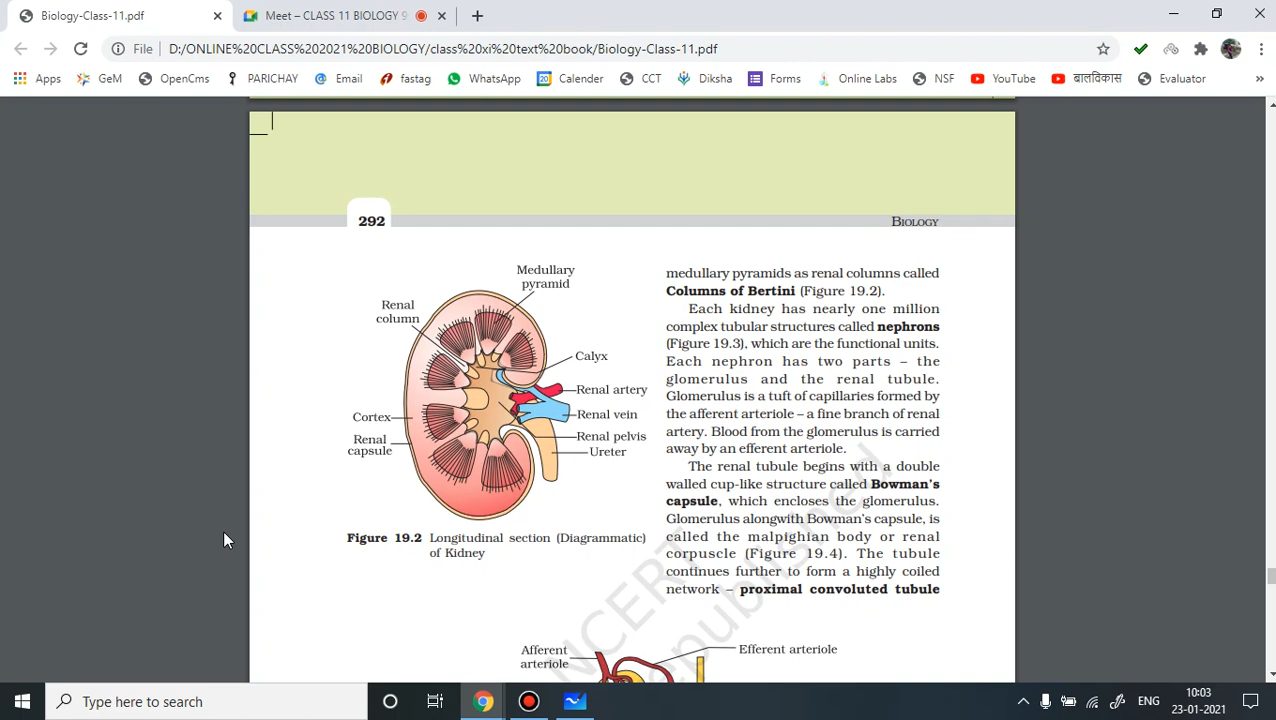 Biology-Class-11.pdf
Meet – CLASS 11 BIOLOGY 9
File
D:/ONLINE%20CLASS%202021%20BIOLOGY/class%20xi%20text%20book/Biology-Class-11.pdf
Apps GeM OpenCms PARICHAY Email fastag WhatsApp Calender CCT Diksha Forms Online Labs NSF YouTube बालविकास Evaluator »
292
BIOLOGY
Medullary
pyramid
Renal
column
Calyx
Renal artery
Cortex
Renal vein
Renal
capsule
Renal pelvis
Ureter
Figure 19.2 Longitudinal section (Diagrammatic)
of Kidney
medullary pyramids as renal columns called
Columns of Bertini (Figure 19.2).
Each kidney has nearly one million
complex tubular structures called nephrons
(Figure 19.3), which are the functional units.
Each nephron has two parts – the
glomerulus and the renal tubule.
Glomerulus is a tuft of capillaries formed by
the afferent arteriole – a fine branch of renal
artery. Blood from the glomerulus is carried
away by an efferent arteriole.
The renal tubule begins with a double
walled cup-like structure called Bowman's
capsule, which encloses the glomerulus.
Glomerulus alongwith Bowman's capsule, is
called the malpighian body or renal
corpuscle (Figure 19.4). The tubule
continues further to form a highly coiled
network – proximal convoluted tubule
NCERT
republished
Afferent
arteriole
Efferent arteriole
Type here to search
ENG
10:03
23-01-2021